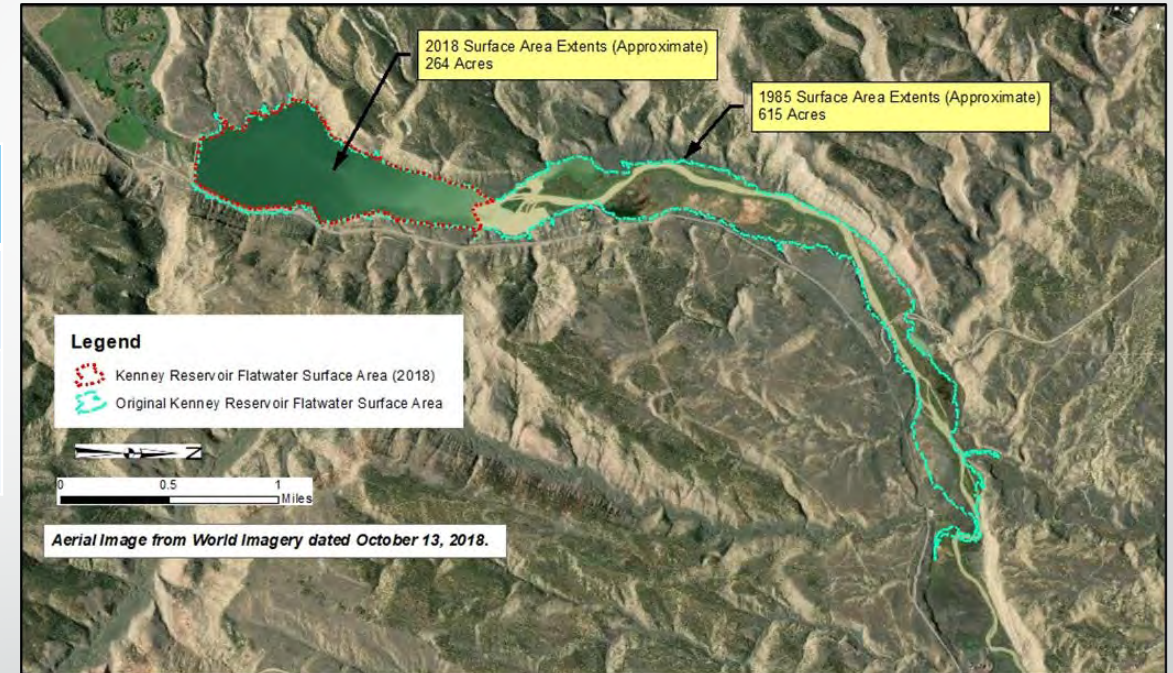 2018 Surface Area Extents (Approximate)
264 Acres
1985 Surface Area Extents (Approximate)
615 Acres
Legend
Kenney Reservoir Flatwater Surface Area (2018)
Original Kenney Reservoir Flatwater Surface Area
N
0 0.5 1
Miles
Aerial Image from World Imagery dated October 13, 2018.